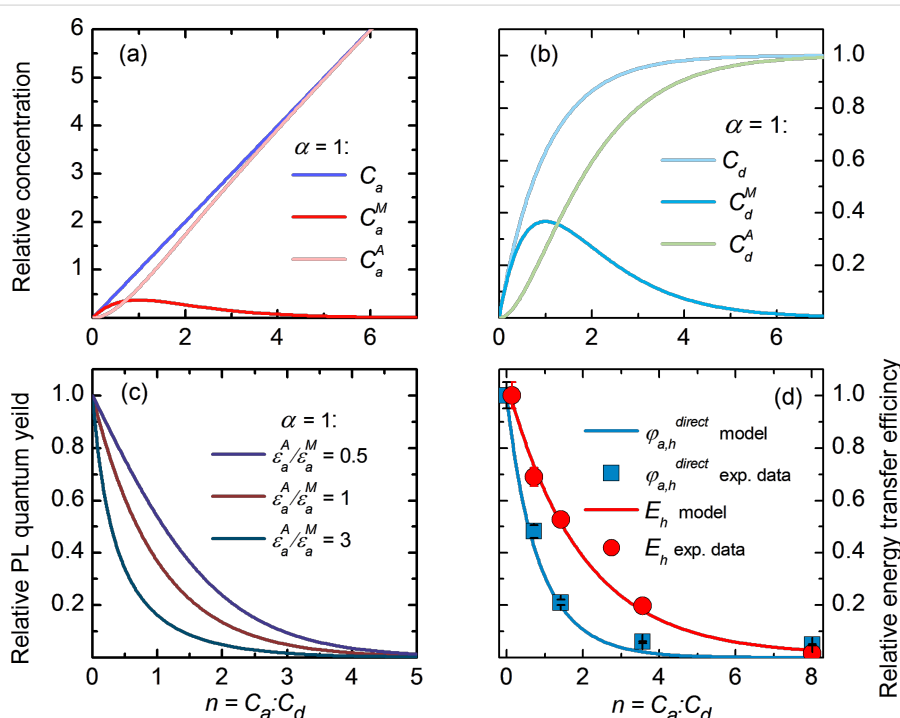 (a)
Relative concentration
6
5
4
3
2
1
α = 1:
C_a
C_a^M
C_a^A
0 2 4 6
(b)
α = 1:
C_d
C_d^M
C_d^A
1.0
0.8
0.6
0.4
0.2
0 2 4 6
(c)
Relative PL quantum yeild
1.0
0.8
0.6
0.4
0.2
α = 1:
ε_a^A/ε_a^M = 0.5
ε_a^A/ε_a^M = 1
ε_a^A/ε_a^M = 3
0 1 2 3 4 5
n = C_a:C_d
(d)
φ_{a,h}^{direct} model
φ_{a,h}^{direct} exp. data
E_h model
E_h exp. data
1.0
0.8
0.6
0.4
0.2
Relative energy transfer efficincy
0 2 4 6 8
n = C_a:C_d